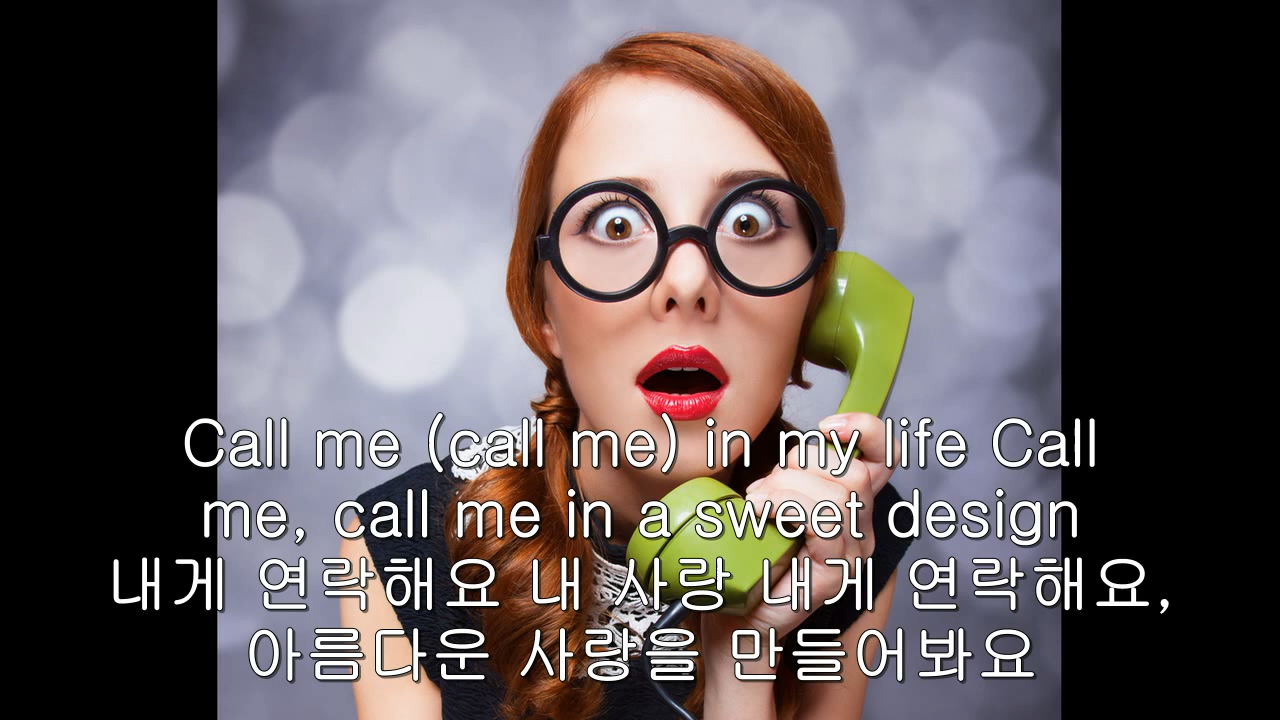 Call me (call me) in my life Call
me, call me in a sweet design
내게 연락해요 내 사랑 내게 연락해요,
아름다운 사랑을 만들어봐요